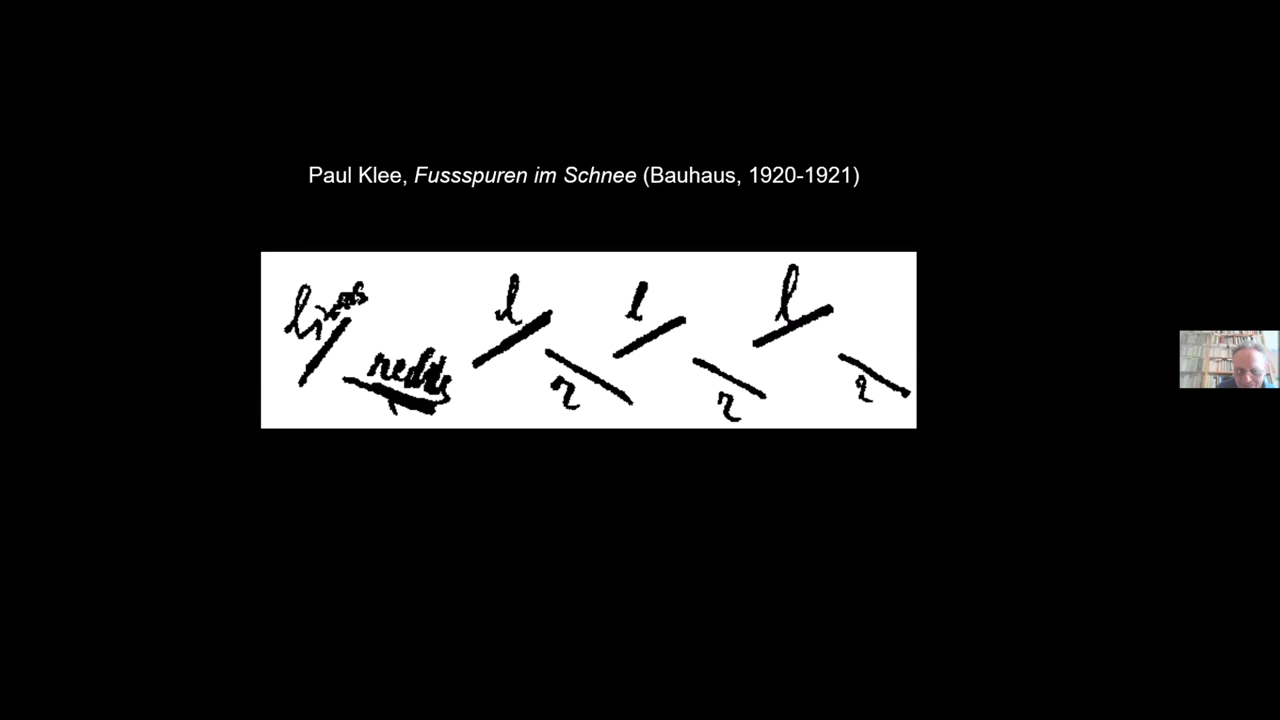 Paul Klee, Fussspuren im Schnee (Bauhaus, 1920-1921)
links l l l
rechts r r r